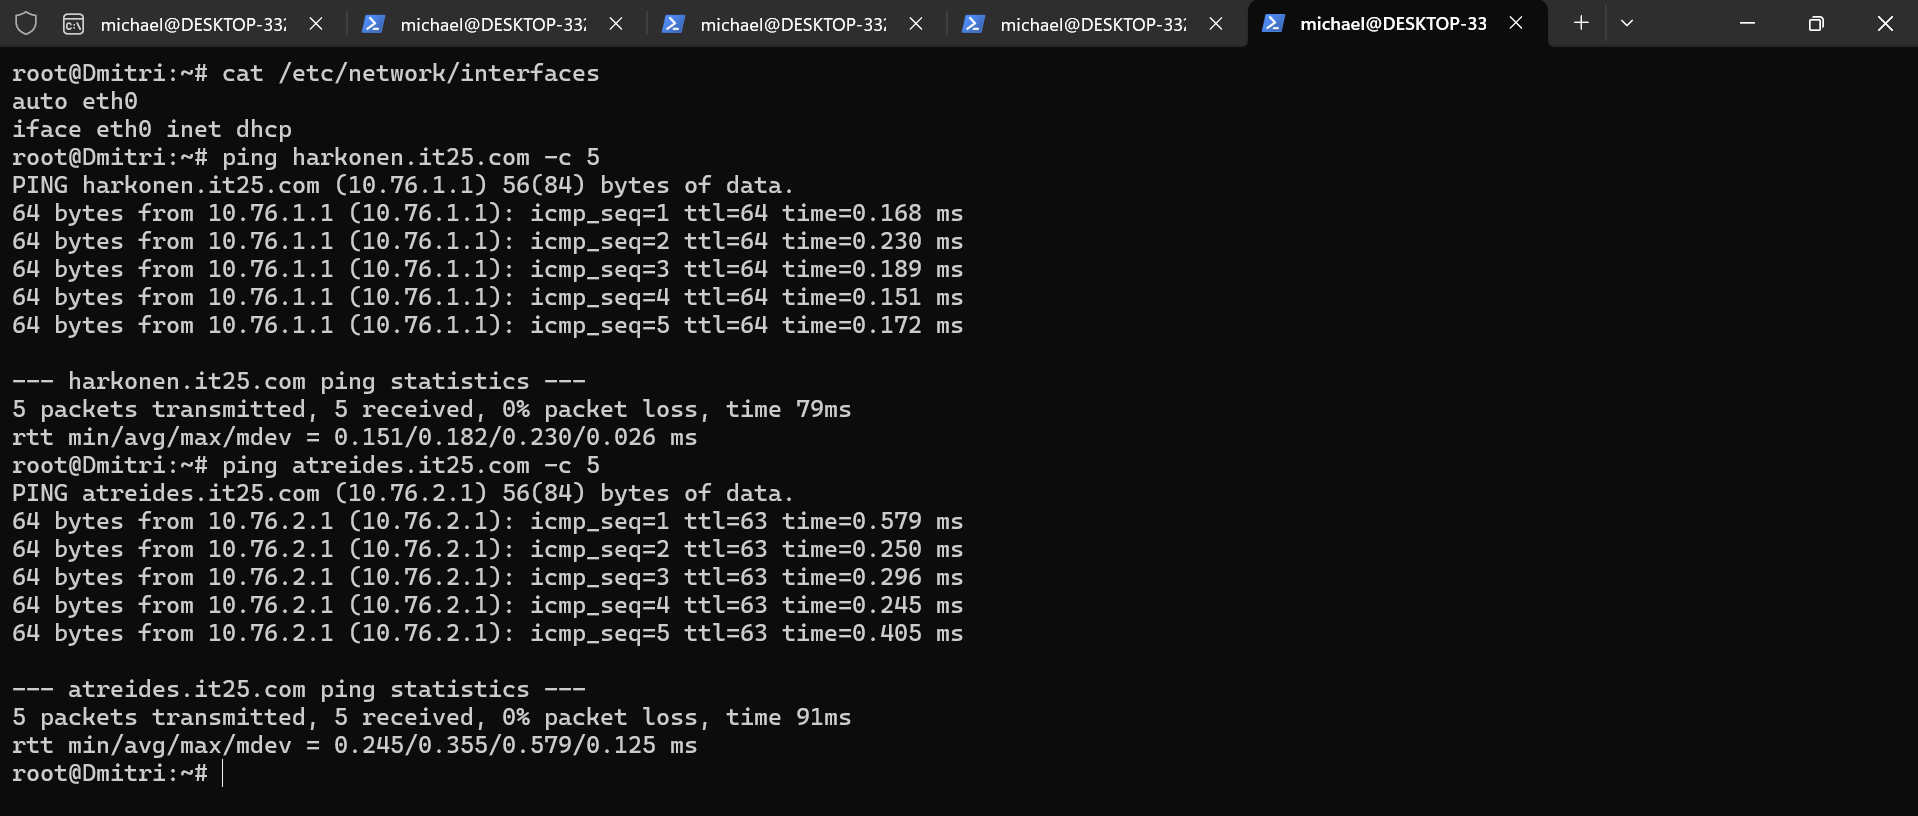 michael@DESKTOP-332
michael@DESKTOP-332
michael@DESKTOP-332
michael@DESKTOP-332
michael@DESKTOP-33
root@Dmitri:~# cat /etc/network/interfaces
auto eth0
iface eth0 inet dhcp
root@Dmitri:~# ping harkonen.it25.com -c 5
PING harkonen.it25.com (10.76.1.1) 56(84) bytes of data.
64 bytes from 10.76.1.1 (10.76.1.1): icmp_seq=1 ttl=64 time=0.168 ms
64 bytes from 10.76.1.1 (10.76.1.1): icmp_seq=2 ttl=64 time=0.230 ms
64 bytes from 10.76.1.1 (10.76.1.1): icmp_seq=3 ttl=64 time=0.189 ms
64 bytes from 10.76.1.1 (10.76.1.1): icmp_seq=4 ttl=64 time=0.151 ms
64 bytes from 10.76.1.1 (10.76.1.1): icmp_seq=5 ttl=64 time=0.172 ms
--- harkonen.it25.com ping statistics ---
5 packets transmitted, 5 received, 0% packet loss, time 79ms
rtt min/avg/max/mdev = 0.151/0.182/0.230/0.026 ms
root@Dmitri:~# ping atreides.it25.com -c 5
PING atreides.it25.com (10.76.2.1) 56(84) bytes of data.
64 bytes from 10.76.2.1 (10.76.2.1): icmp_seq=1 ttl=63 time=0.579 ms
64 bytes from 10.76.2.1 (10.76.2.1): icmp_seq=2 ttl=63 time=0.250 ms
64 bytes from 10.76.2.1 (10.76.2.1): icmp_seq=3 ttl=63 time=0.296 ms
64 bytes from 10.76.2.1 (10.76.2.1): icmp_seq=4 ttl=63 time=0.245 ms
64 bytes from 10.76.2.1 (10.76.2.1): icmp_seq=5 ttl=63 time=0.405 ms
--- atreides.it25.com ping statistics ---
5 packets transmitted, 5 received, 0% packet loss, time 91ms
rtt min/avg/max/mdev = 0.245/0.355/0.579/0.125 ms
root@Dmitri:~#